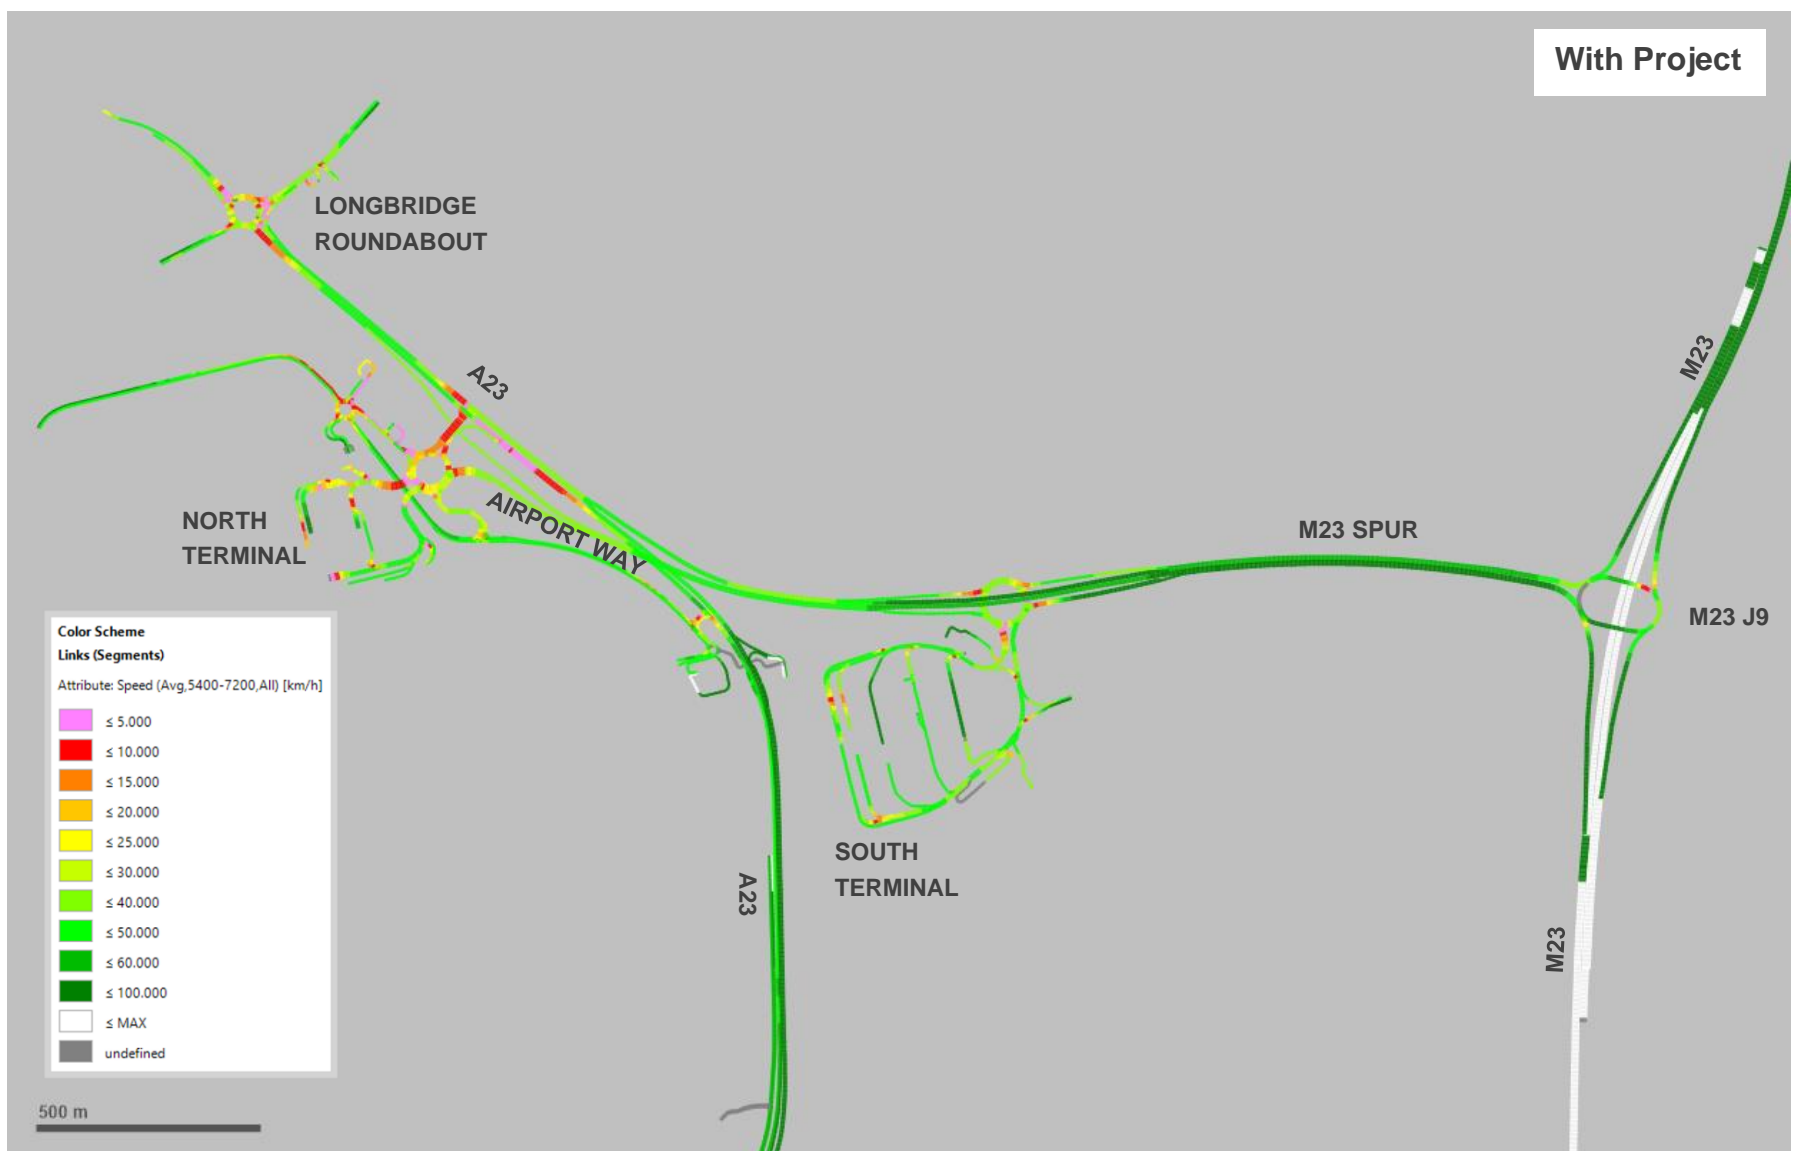 With Project
LONGBRIDGE
ROUNDABOUT
A23
M23
NORTH
TERMINAL
AIRPORT WAY
M23 SPUR
M23 J9
Color Scheme
Links (Segments)
Attribute: Speed (Avg,5400-7200,All) [km/h]
≤ 5.000
≤ 10.000
≤ 15.000
≤ 20.000
≤ 25.000
≤ 30.000
≤ 40.000
≤ 50.000
≤ 60.000
≤ 100.000
≤ MAX
undefined
SOUTH
TERMINAL
A23
M23
500 m